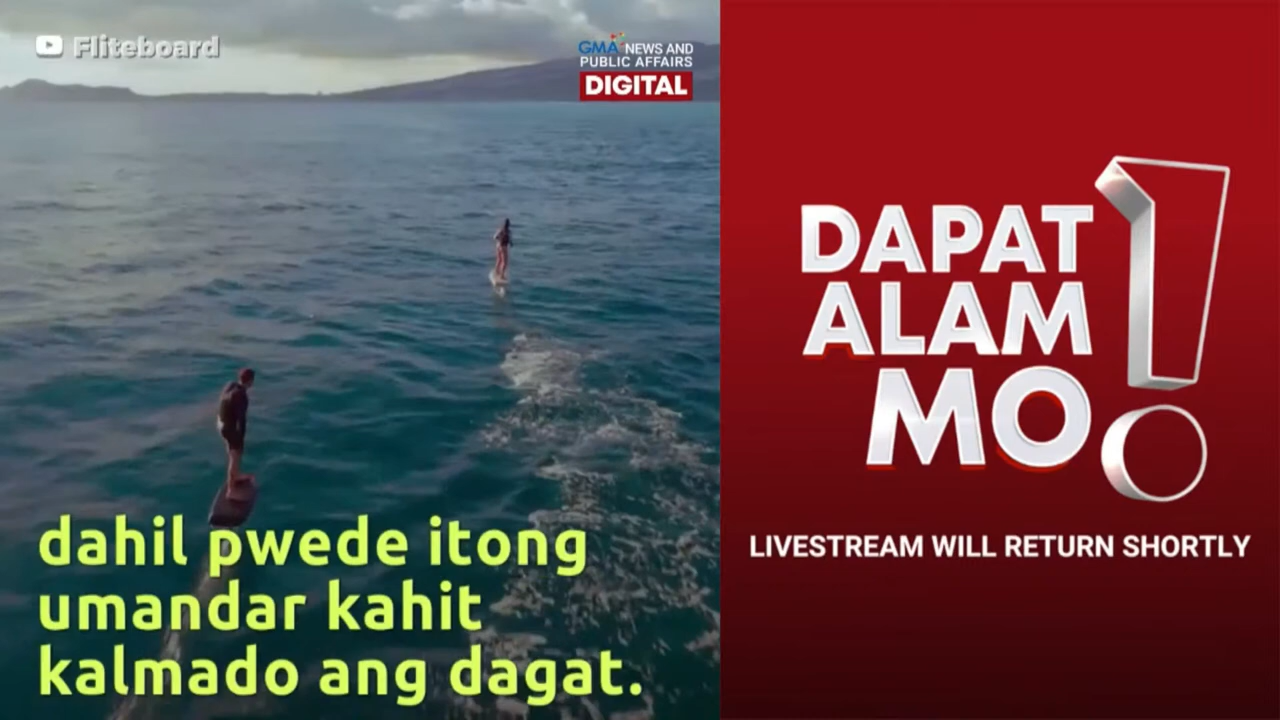 Fliteboard
GMA NEWS AND
PUBLIC AFFAIRS
DIGITAL
dahil pwede itong
umandar kahit
kalmado ang dagat.
DAPAT
ALAM
MO!
LIVESTREAM WILL RETURN SHORTLY